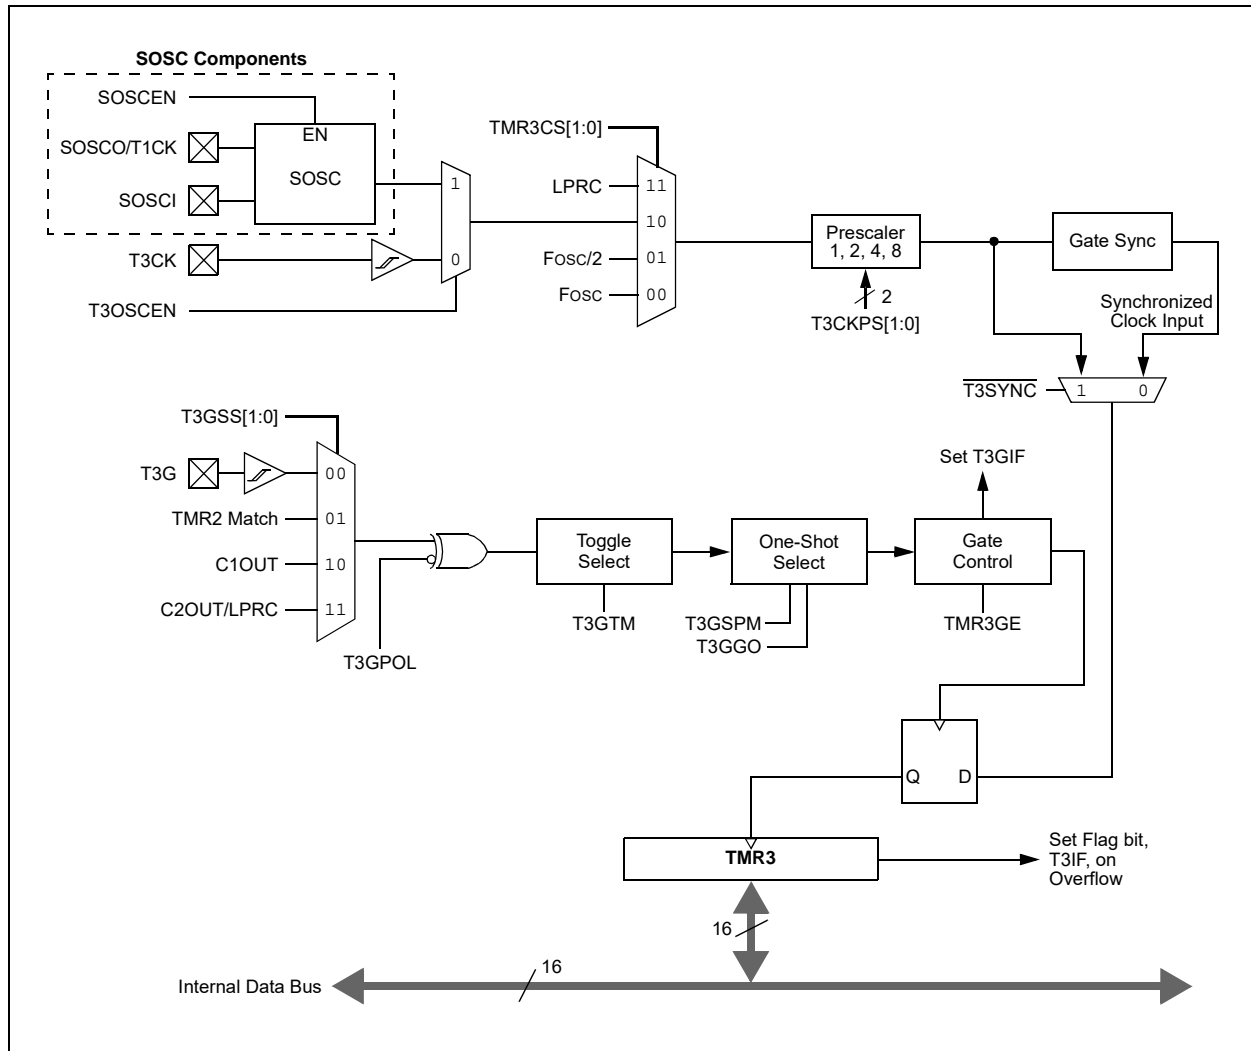 SOSC Components
SOSCEN
EN
SOSCO/T1CK
SOSC
SOSCI
T3CK
T3OSCEN
1
0
TMR3CS[1:0]
LPRC
11
10
FOSC/2
01
FOSC
00
Prescaler
1, 2, 4, 8
2
T3CKPS[1:0]
Gate Sync
Synchronized
Clock Input
T3SYNC
1
0
T3GSS[1:0]
T3G
00
TMR2 Match
01
C1OUT
10
C2OUT/LPRC
11
T3GPOL
Toggle
Select
T3GTM
One-Shot
Select
T3GSPM
T3GGO
Set T3GIF
Gate
Control
TMR3GE
Q
D
TMR3
Set Flag bit,
T3IF, on
Overflow
16
16
Internal Data Bus